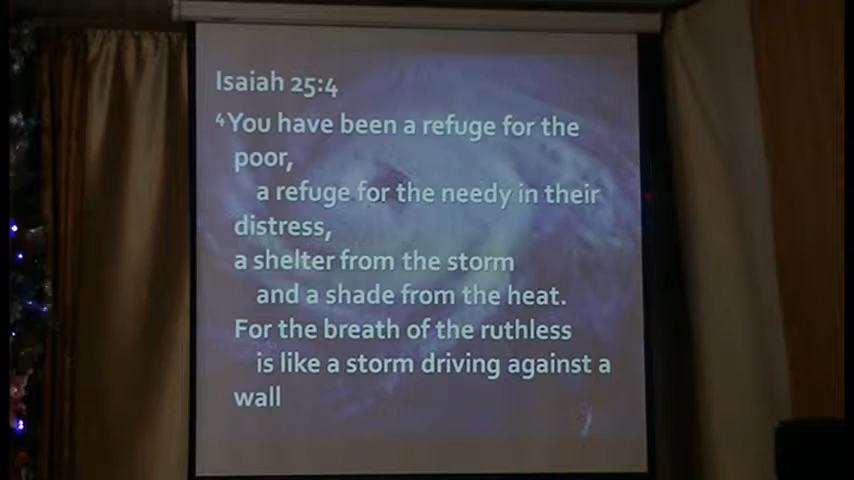 Isaiah 25:4
4You have been a refuge for the
poor,
a refuge for the needy in their
distress,
a shelter from the storm
and a shade from the heat.
For the breath of the ruthless
is like a storm driving against a
wall